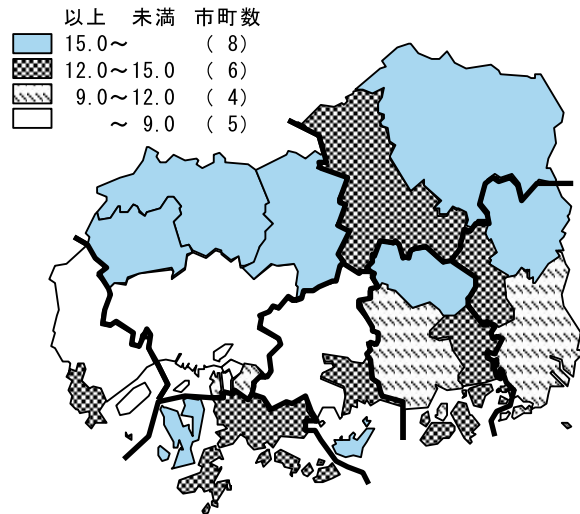 以上 未満 市町数
15.0～ ( 8)
12.0～15.0 ( 6)
9.0～12.0 ( 4)
～ 9.0 ( 5)